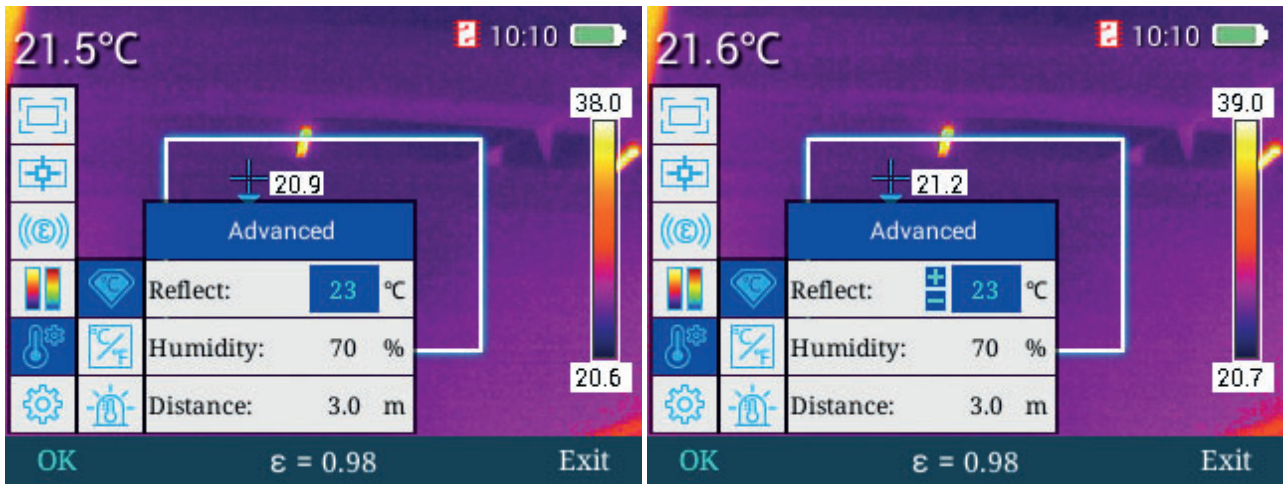 21.5℃
10:10
38.0
20.9
Advanced
Reflect: 23 ℃
℃
Humidity: 70 %
℃/℉
20.6
Distance: 3.0 m
OK
ε = 0.98
Exit
21.6℃
10:10
39.0
21.2
((ε))
Advanced
Reflect: + - 23 ℃
℃
Humidity: 70 %
℃/℉
20.7
Distance: 3.0 m
OK
ε = 0.98
Exit